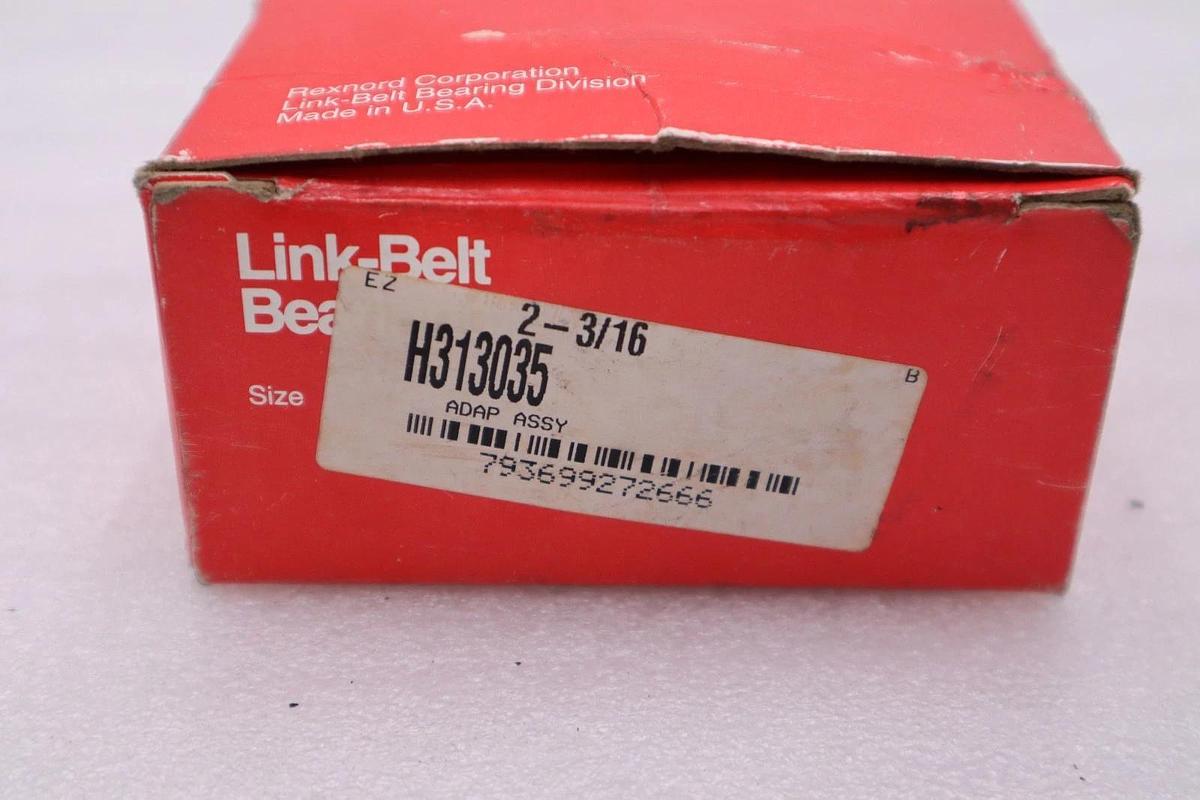 Rexnord Corporation
Link-Belt Bearing Division
Made in U.S.A.
Link-Belt
Bea
Size
EZ
2-3/16
B
H313035
ADAP ASSY
793699272666